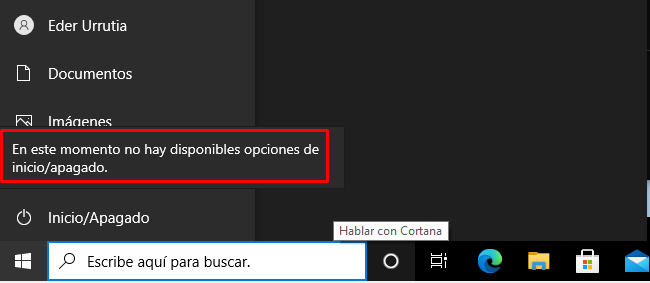 Eder Urrutia
Documentos
Imágenes
En este momento no hay disponibles opciones de
inicio/apagado.
Inicio/Apagado
Hablar con Cortana
Escribe aquí para buscar.